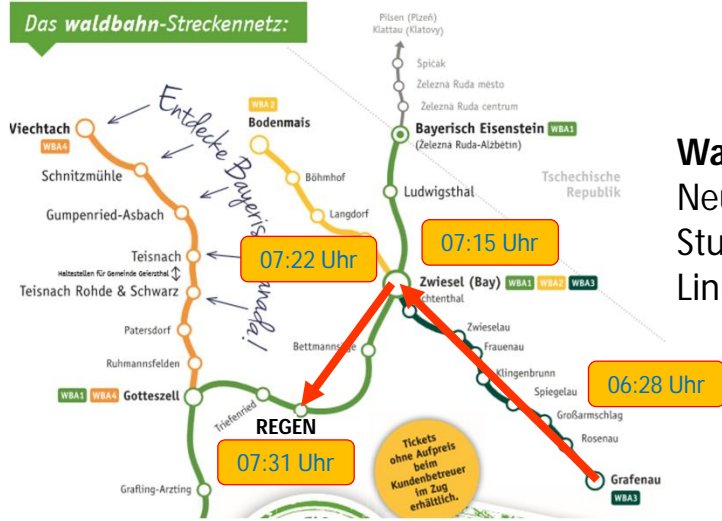 Das waldbahn-Streckennetz:
Pilsen (Plzeň)
Klattau (Klatovy)
Špičák
Železná Ruda město
Železná Ruda centrum
WBA 2
Bodenmais
Bayerisch Eisenstein WBA1
(Železná Ruda-Alžbětín)
Viechtach
WBA4
Entdecke Bayeris
anada!
Schnitzmühle
Böhmhof
Ludwigsthal
Tschechische
Republik
Gumpenried-Asbach
Langdorf
Teisnach
Haltestellen für Gemeinde Geiersthal
Teisnach Rohde & Schwarz
07:22 Uhr
07:15 Uhr
Zwiesel (Bay) WBA1 WBA2 WBA3
chtenthal
Zwieselau
Patersdorf
Frauenau
Ruhmannsfelden
Klingenbrunn
Spiegelau
06:28 Uhr
WBA1 WBA4 Gotteszell
Großarmschlag
Triefenried
REGEN
Rosenau
07:31 Uhr
Tickets
ohne Aufpreis
beim
Kundenbetreuer
im Zug
erhältlich.
Grafenau
WBA3
Grafling-Arzting
Wa
Neu
Stu
Lin